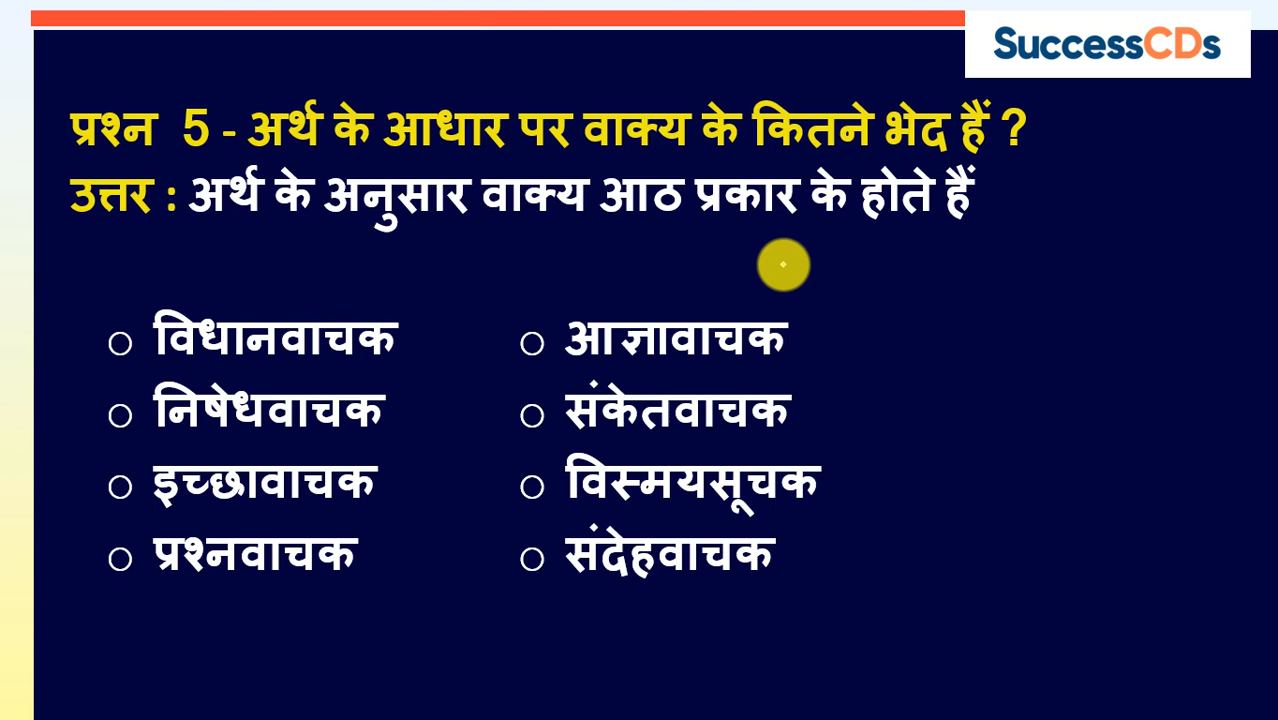 SuccessCDs
प्रश्न 5 - अर्थ के आधार पर वाक्य के कितने भेद हैं ?
उत्तर : अर्थ के अनुसार वाक्य आठ प्रकार के होते हैं
○ विधानवाचक ○ आज्ञावाचक
○ निषेधवाचक ○ संकेतवाचक
○ इच्छावाचक ○ विस्मयसूचक
○ प्रश्नवाचक ○ संदेहवाचक